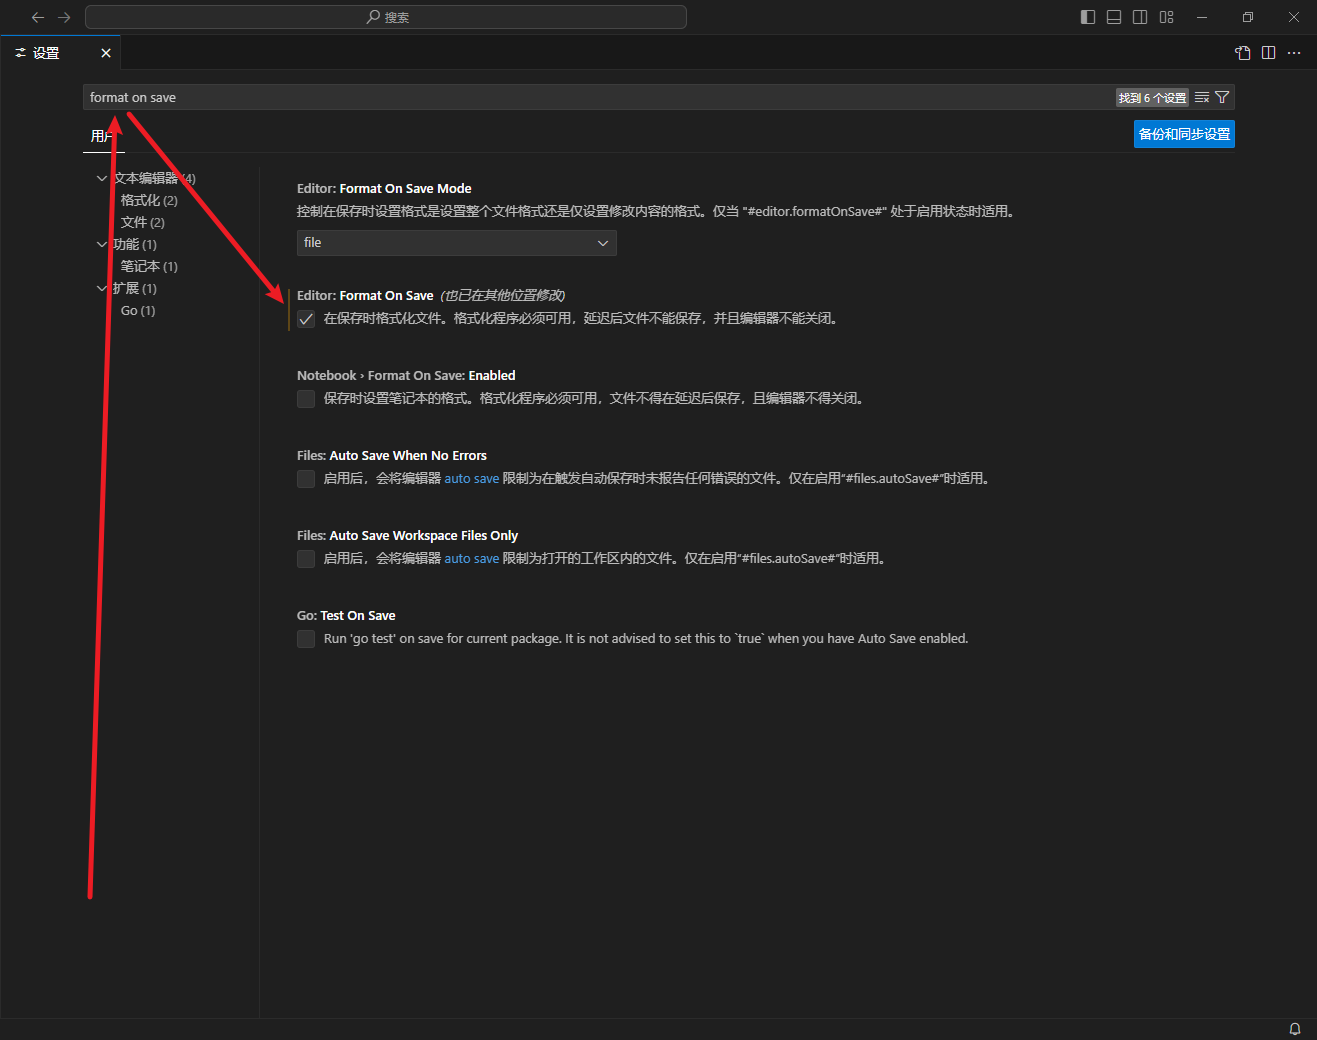 搜索
设置
format on save
找到 6 个设置
用户
备份和同步设置
文本编辑器 (4)
格式化 (2)
文件 (2)
功能 (1)
笔记本 (1)
扩展 (1)
Go (1)
Editor: Format On Save Mode
控制在保存时设置格式是设置整个文件格式还是仅设置修改内容的格式。仅当 "#editor.formatOnSave#" 处于启用状态时适用。
file
Editor: Format On Save (也已在其他位置修改)
在保存时格式化文件。格式化程序必须可用，延迟后文件不能保存，并且编辑器不能关闭。
Notebook › Format On Save: Enabled
保存时设置笔记本的格式。格式化程序必须可用，文件不得在延迟后保存，且编辑器不得关闭。
Files: Auto Save When No Errors
启用后，会将编辑器 auto save 限制为在触发自动保存时未报告任何错误的文件。仅在启用“#files.autoSave#”时适用。
Files: Auto Save Workspace Files Only
启用后，会将编辑器 auto save 限制为打开的工作区内的文件。仅在启用“#files.autoSave#”时适用。
Go: Test On Save
Run 'go test' on save for current package. It is not advised to set this to `true` when you have Auto Save enabled.